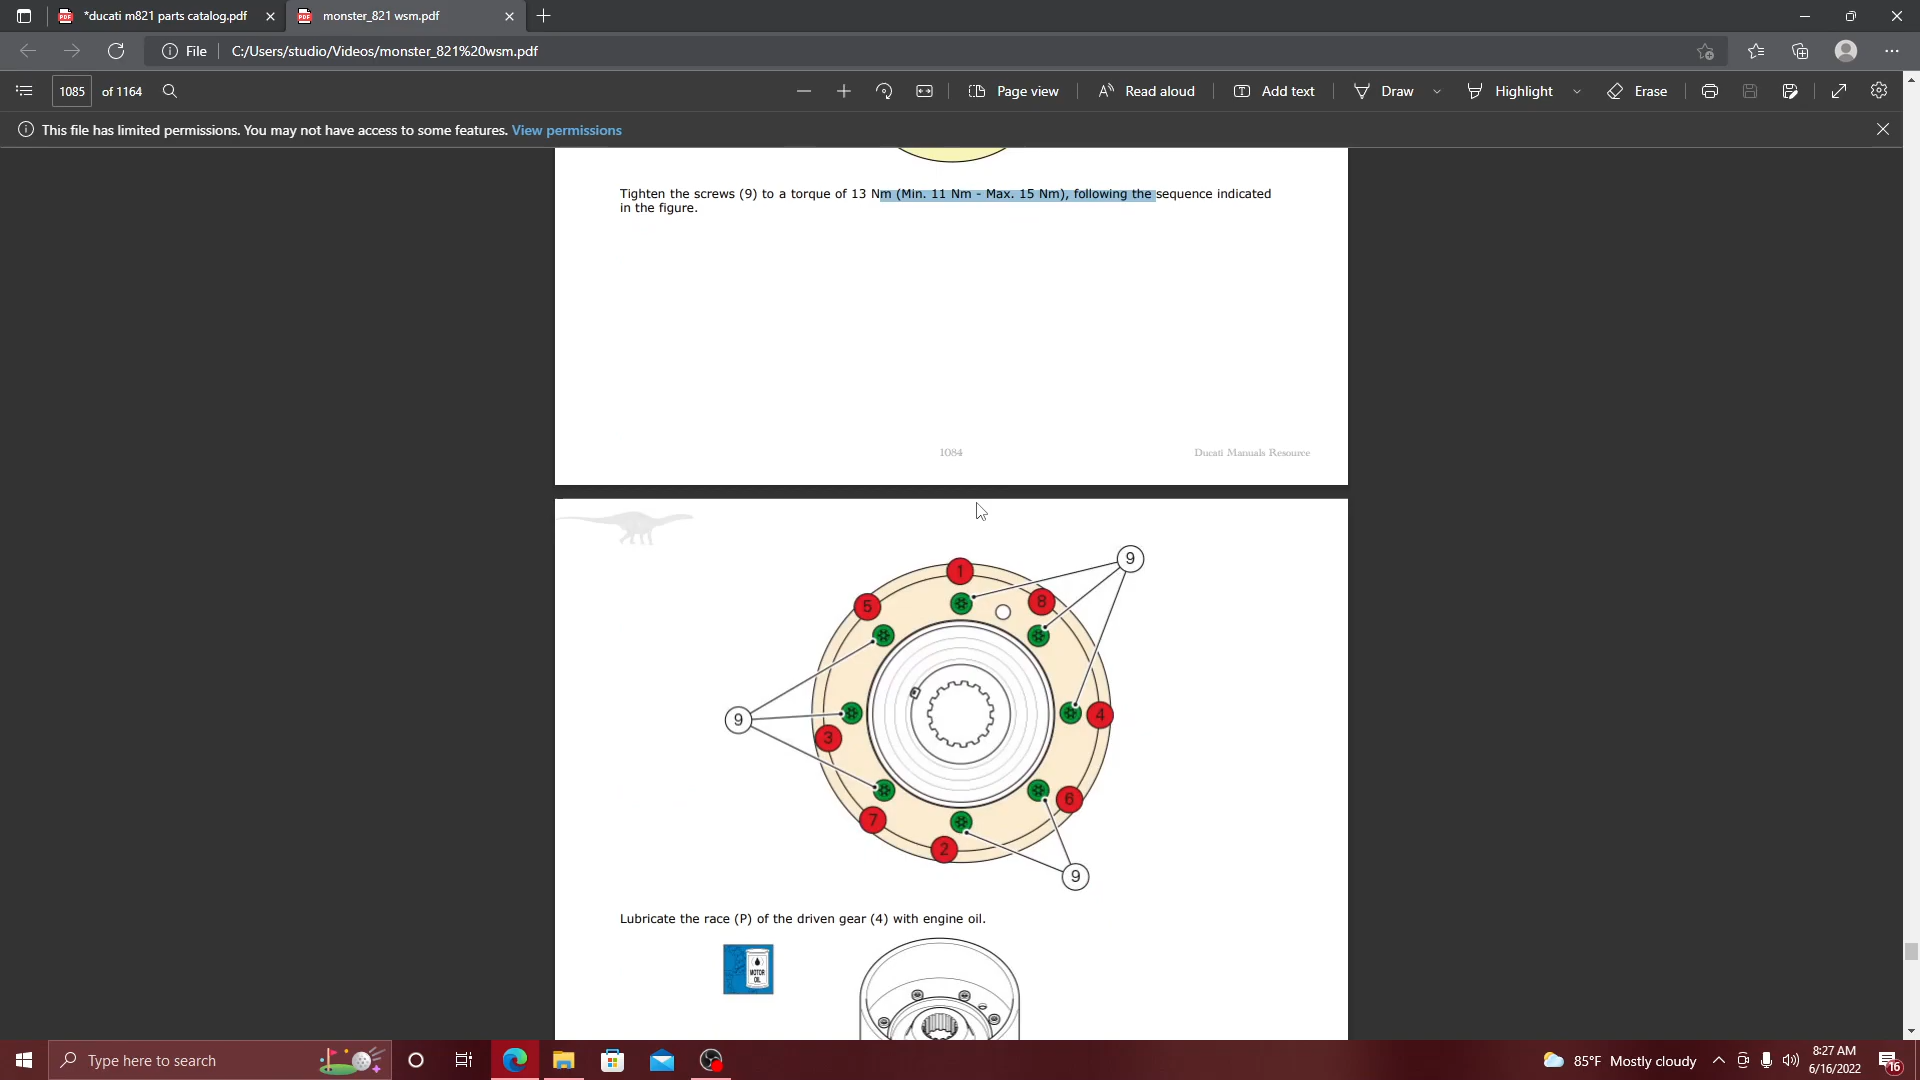 *ducati m821 parts catalog.pdf
monster_821 wsm.pdf
File
C:/Users/studio/Videos/monster_821%20wsm.pdf
1085 of 1164
Page view
Read aloud
Add text
Draw
Highlight
Erase
This file has limited permissions. You may not have access to some features. View permissions
Tighten the screws (9) to a torque of 13 Nm (Min. 11 Nm - Max. 15 Nm), following the sequence indicated
in the figure.
1084
Ducati Manuals Resource
9
1
5
8
9
4
3
6
7
2
9
Lubricate the race (P) of the driven gear (4) with engine oil.
MOTOR
OIL
Type here to search
85°F Mostly cloudy
8:27 AM
6/16/2022
16